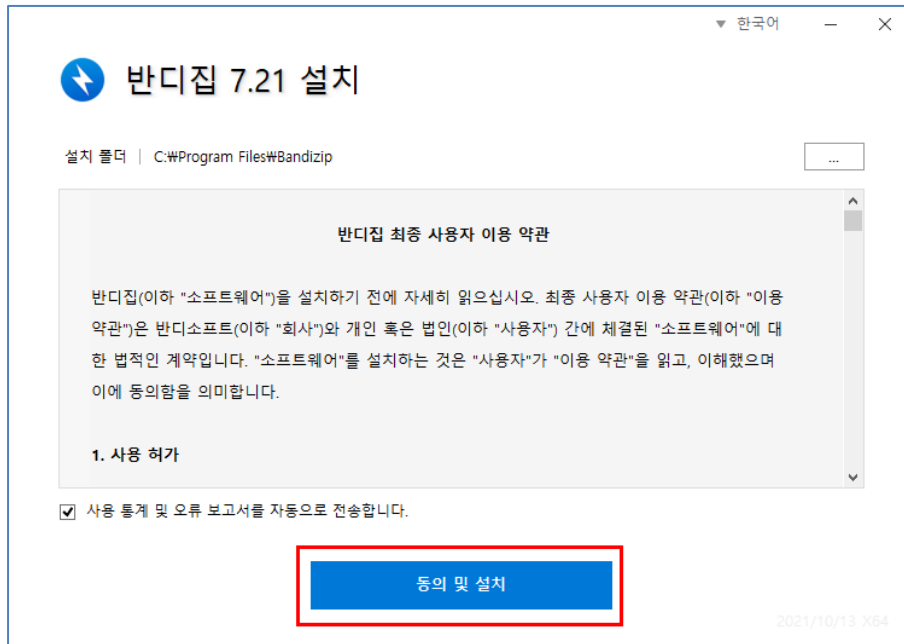 한국어
반디집 7.21 설치
설치 폴더 | C:₩Program Files₩Bandizip
...
반디집 최종 사용자 이용 약관
반디집(이하 "소프트웨어")을 설치하기 전에 자세히 읽으십시오. 최종 사용자 이용 약관(이하 "이용
약관")은 반디소프트(이하 "회사")와 개인 혹은 법인(이하 "사용자") 간에 체결된 "소프트웨어"에 대
한 법적인 계약입니다. "소프트웨어"를 설치하는 것은 "사용자"가 "이용 약관"을 읽고, 이해했으며
이에 동의함을 의미합니다.
1. 사용 허가
사용 통계 및 오류 보고서를 자동으로 전송합니다.
동의 및 설치
2021/10/13 X64